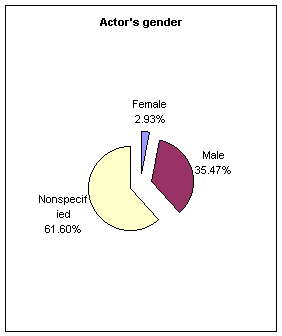 Actor's gender
Female
2.93%
Male
35.47%
Nonspecif
ied
61.60%